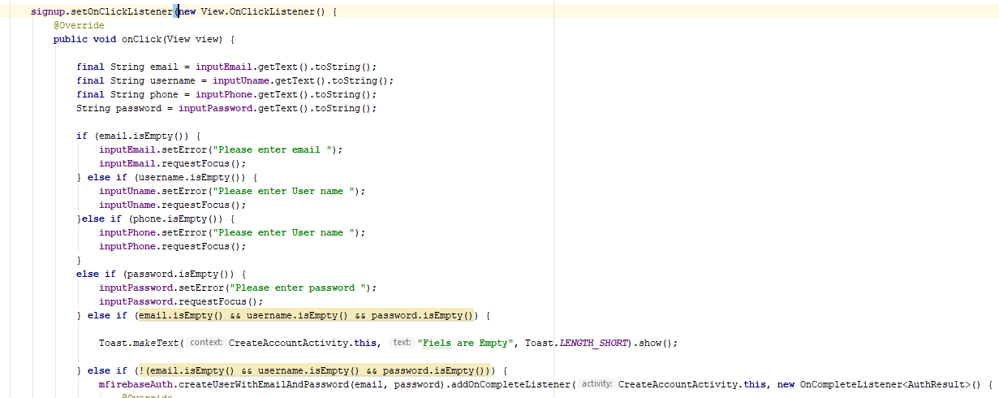 signup.setOnClickListener(new View.OnClickListener() {
@Override
public void onClick(View view) {
final String email = inputEmail.getText().toString();
final String username = inputUname.getText().toString();
final String phone = inputPhone.getText().toString();
String password = inputPassword.getText().toString();
if (email.isEmpty()) {
inputEmail.setError("Please enter email ");
inputEmail.requestFocus();
} else if (username.isEmpty()) {
inputUname.setError("Please enter User name ");
inputUname.requestFocus();
}else if (phone.isEmpty()) {
inputPhone.setError("Please enter User name ");
inputPhone.requestFocus();
}
else if (password.isEmpty()) {
inputPassword.setError("Please enter password ");
inputPassword.requestFocus();
} else if (email.isEmpty() && username.isEmpty() && password.isEmpty()) {
Toast.makeText( context: CreateAccountActivity.this, text: "Fiels are Empty", Toast.LENGTH_SHORT).show();
} else if (!(email.isEmpty() && username.isEmpty() && password.isEmpty())) {
mfirebaseAuth.createUserWithEmailAndPassword(email, password).addOnCompleteListener( activity: CreateAccountActivity.this, new OnCompleteListener<AuthResult>() {
@Override